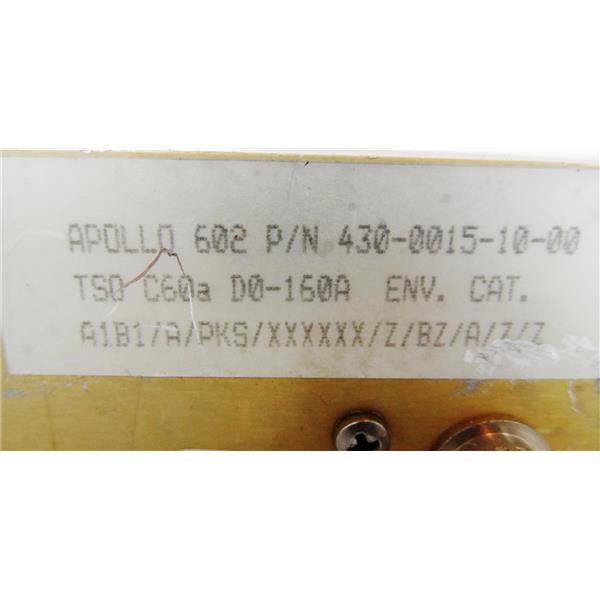 APOLLO 602 P/N 430-0015-10-00
TSO C60a DO-160A ENV. CAT.
A1B1/A/PKS/XXXXXX/Z/BZ/A/Z/Z